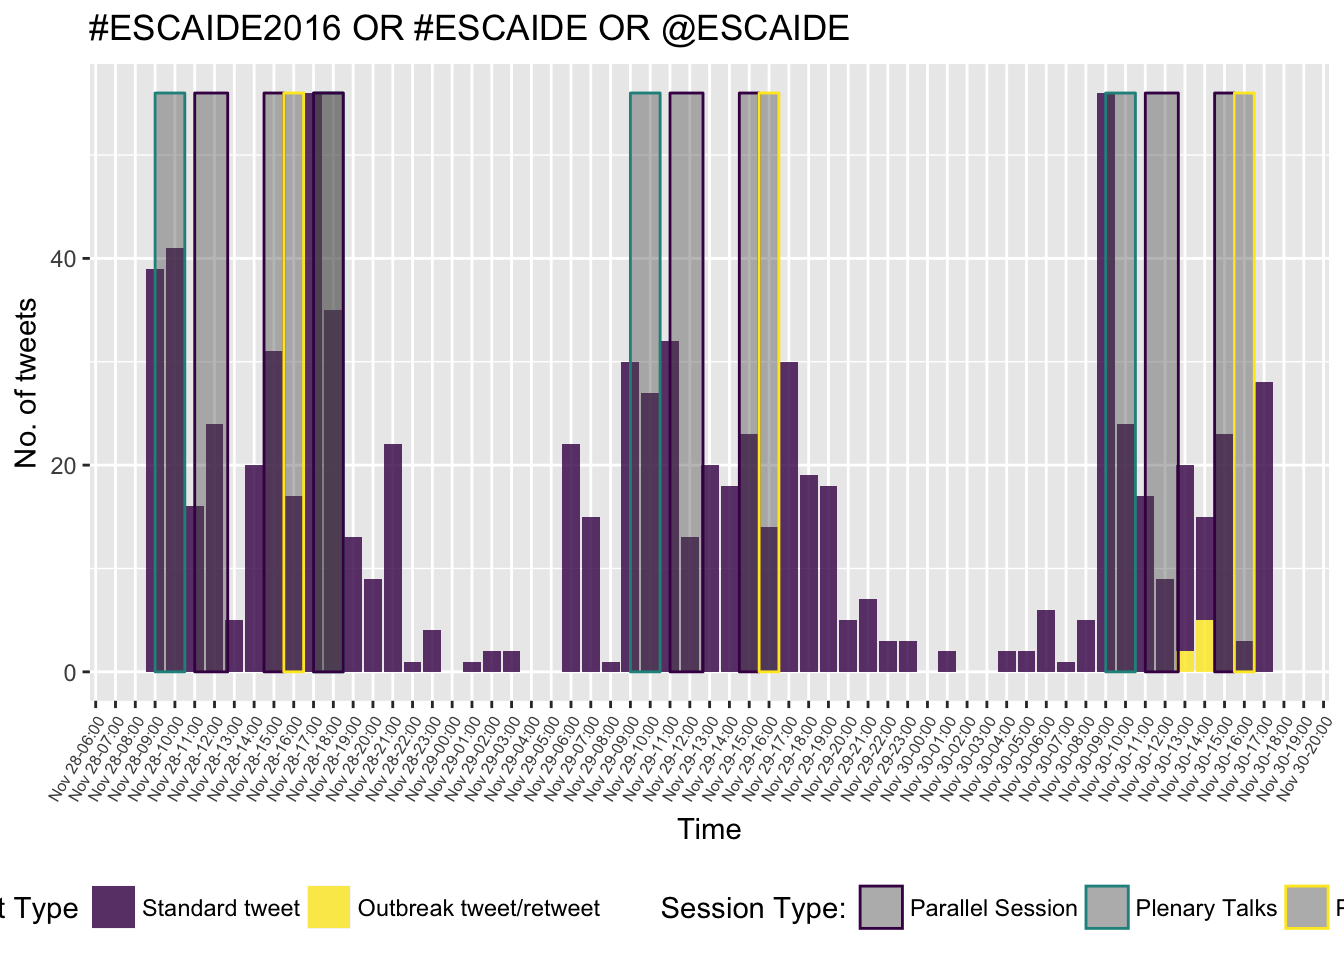 #ESCAIDE2016 OR #ESCAIDE OR @ESCAIDE
No. of tweets
40
20
0
Nov 28-06:00
Nov 28-07:00
Nov 28-08:00
Nov 28-09:00
Nov 28-10:00
Nov 28-11:00
Nov 28-12:00
Nov 28-13:00
Nov 28-14:00
Nov 28-15:00
Nov 28-16:00
Nov 28-17:00
Nov 28-18:00
Nov 28-19:00
Nov 28-20:00
Nov 28-21:00
Nov 28-22:00
Nov 28-23:00
Nov 29-00:00
Nov 29-01:00
Nov 29-02:00
Nov 29-03:00
Nov 29-04:00
Nov 29-05:00
Nov 29-06:00
Nov 29-07:00
Nov 29-08:00
Nov 29-09:00
Nov 29-10:00
Nov 29-11:00
Nov 29-12:00
Nov 29-13:00
Nov 29-14:00
Nov 29-15:00
Nov 29-16:00
Nov 29-17:00
Nov 29-18:00
Nov 29-19:00
Nov 29-20:00
Nov 29-21:00
Nov 29-22:00
Nov 29-23:00
Nov 30-00:00
Nov 30-01:00
Nov 30-02:00
Nov 30-03:00
Nov 30-04:00
Nov 30-05:00
Nov 30-06:00
Nov 30-07:00
Nov 30-08:00
Nov 30-09:00
Nov 30-10:00
Nov 30-11:00
Nov 30-12:00
Nov 30-13:00
Nov 30-14:00
Nov 30-15:00
Nov 30-16:00
Nov 30-17:00
Nov 30-18:00
Nov 30-19:00
Nov 30-20:00
Time
t Type Standard tweet Outbreak tweet/retweet Session Type: Parallel Session Plenary Talks